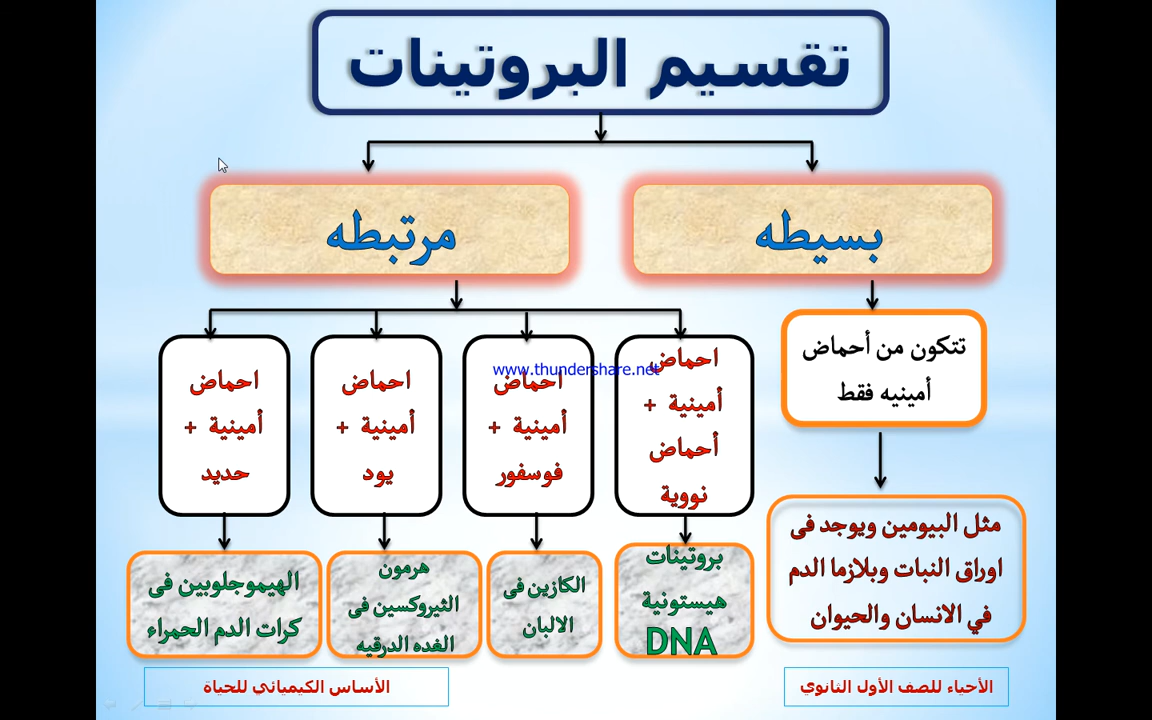 تقسيم البروتينات
بسيطه
مرتبطه
تتكون من أحماض
أمينيه فقط
احماض
أمينية +
أحماض
نووية
احماض
أمينية +
فوسفور
احماض
أمينية +
يود
احماض
أمينية +
حديد
www.thundershare.net
مثل البيومين ويوجد فى
اوراق النبات وبلازما الدم
في الانسان والحيوان
بروتينات
هيستونية
DNA
الكازين فى
الالبان
هرمون
الثيروكسين فى
الغده الدرقيه
الهيموجلوبين فى
كرات الدم الحمراء
الأحياء للصف الأول الثانوي
الأساس الكيميائي للحياة